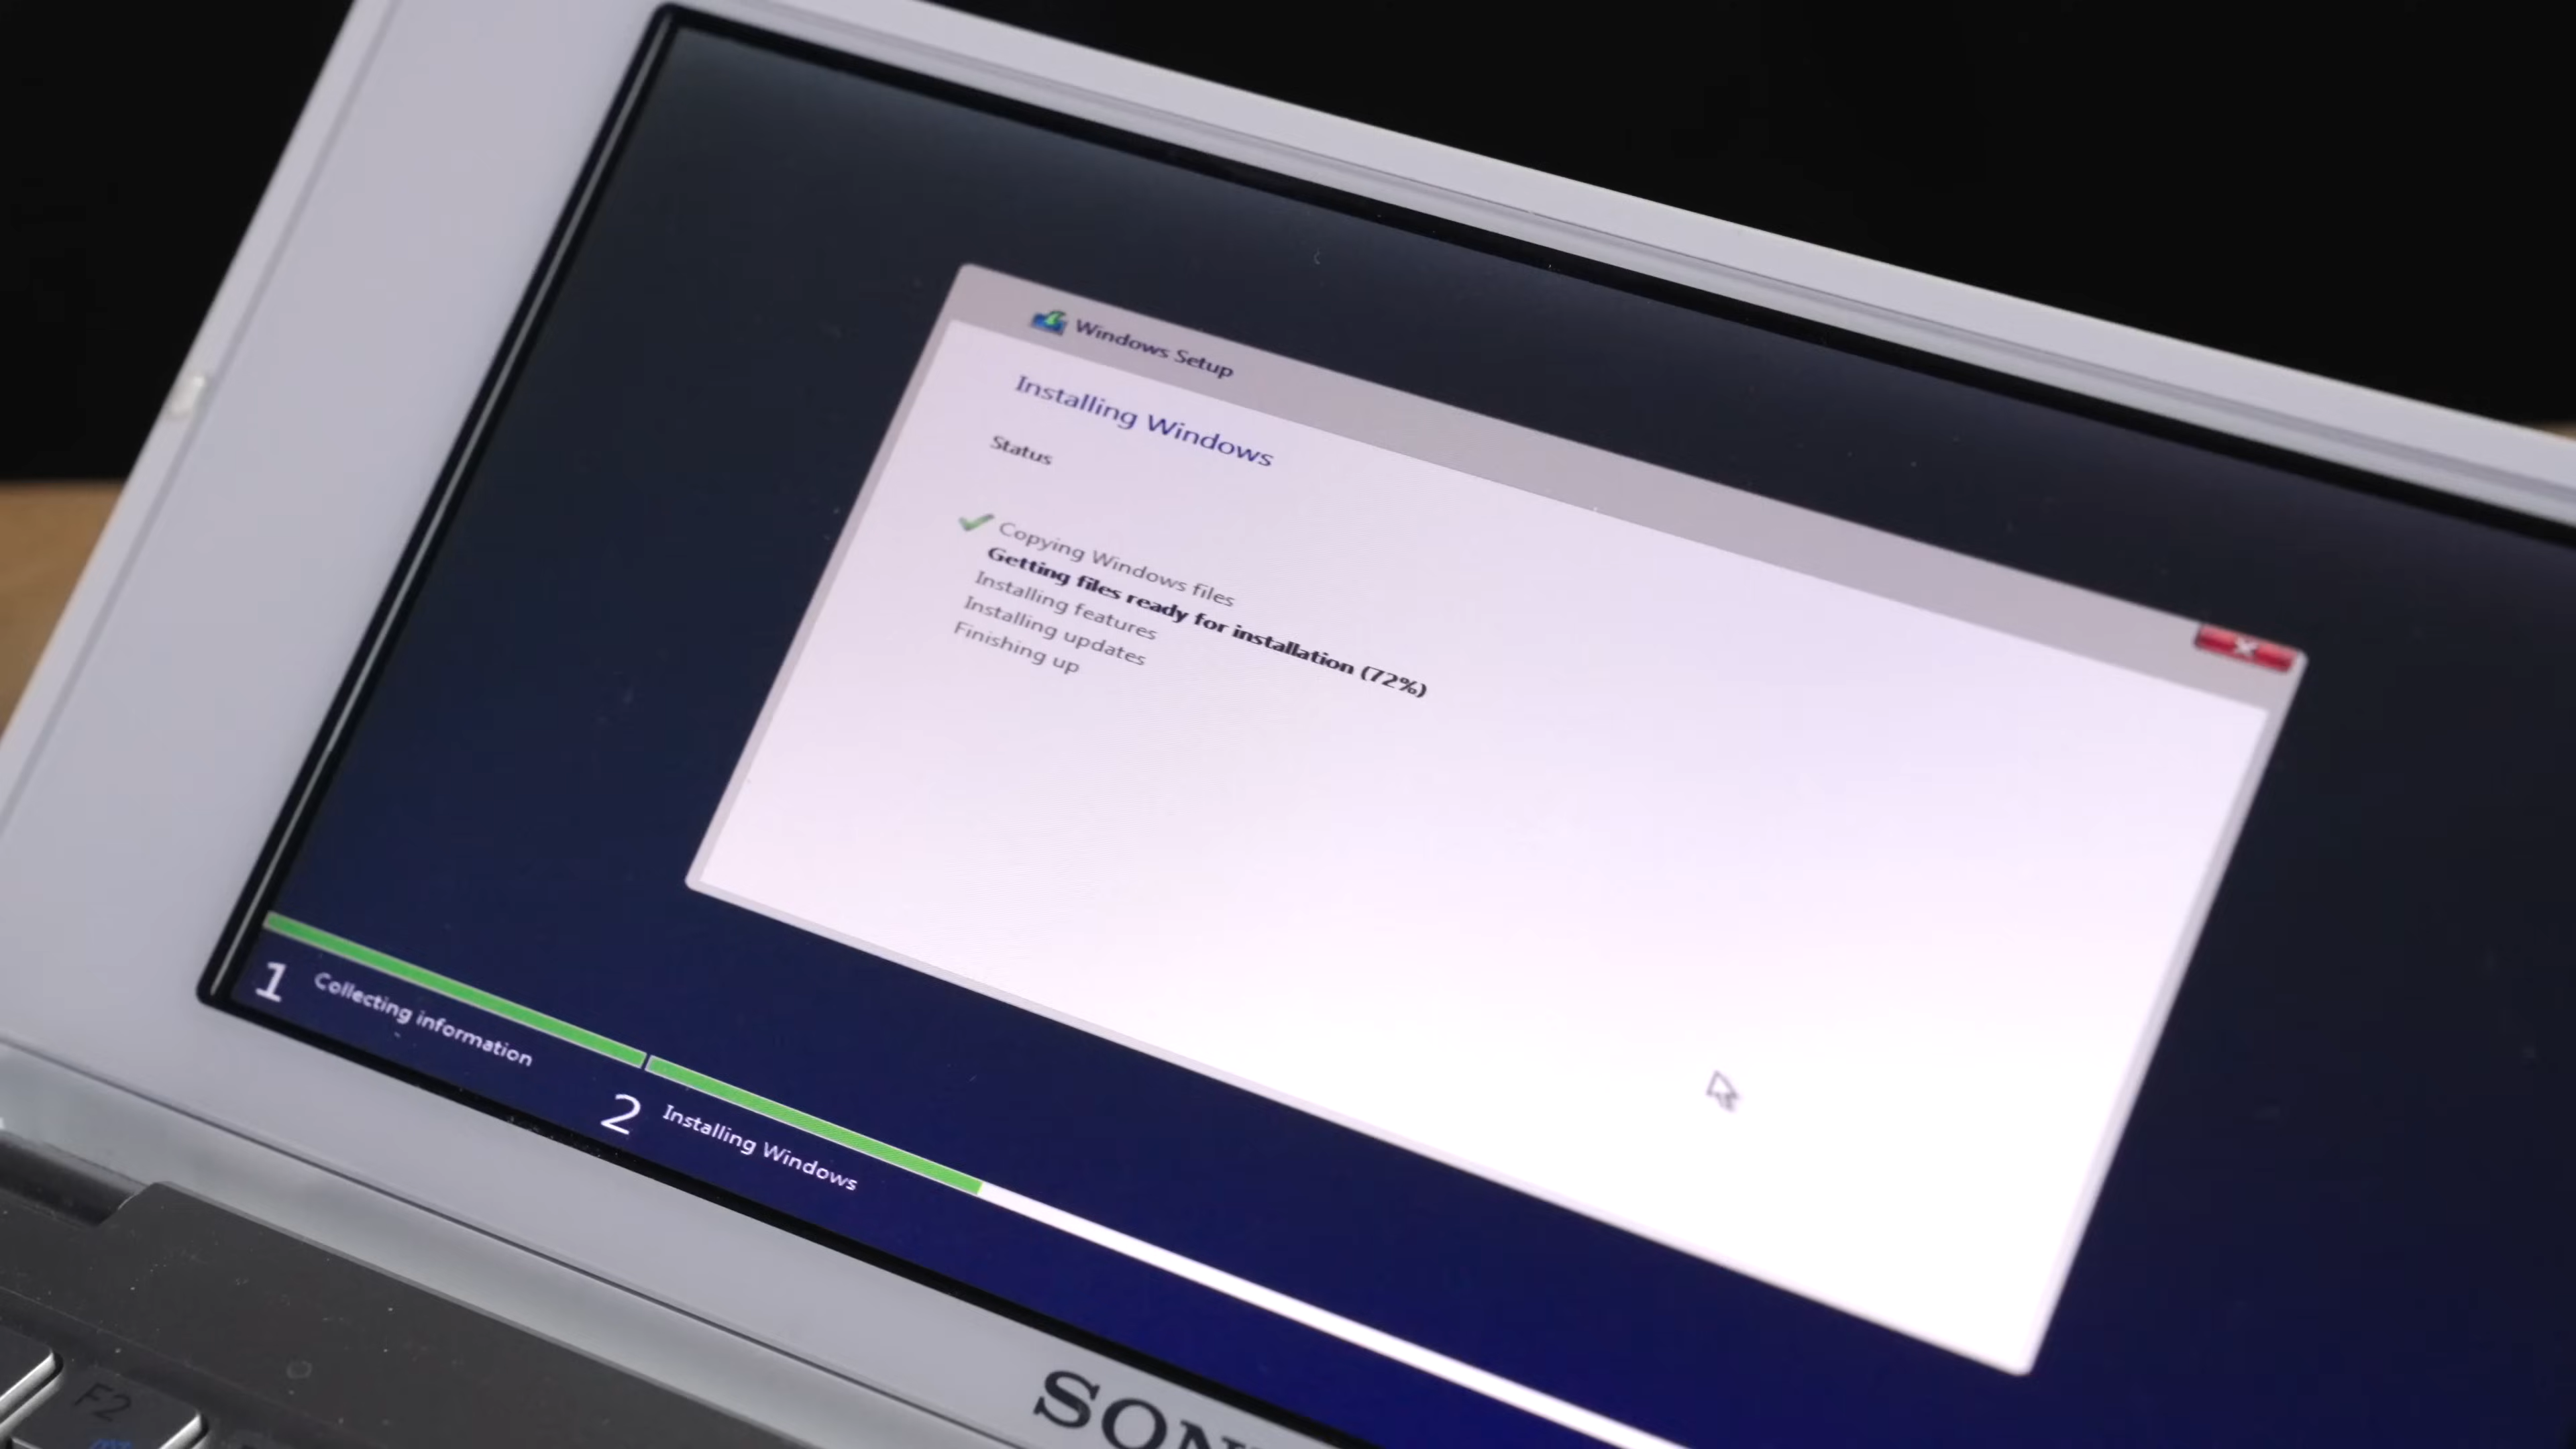 Windows Setup
Installing Windows
Status
Copying Windows files
Getting files ready for installation (72%)
Installing features
Installing updates
Finishing up
1 Collecting information
2 Installing Windows
SON
F2